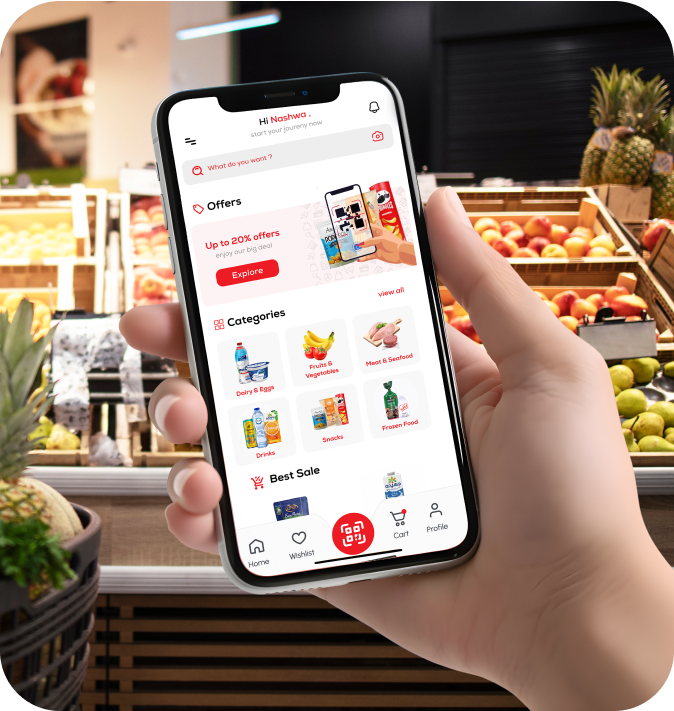 Hi Nashwa .
start your joureny now
What do you want ?
Offers
Up to 20% offers
enjoy our big deal
Explore
view all
Categories
Dairy & Eggs
Fruits &
Vegetables
Meat & Seafood
Drinks
Snacks
Frozen Food
Best Sale
Home
Wishlist
Cart
Profile